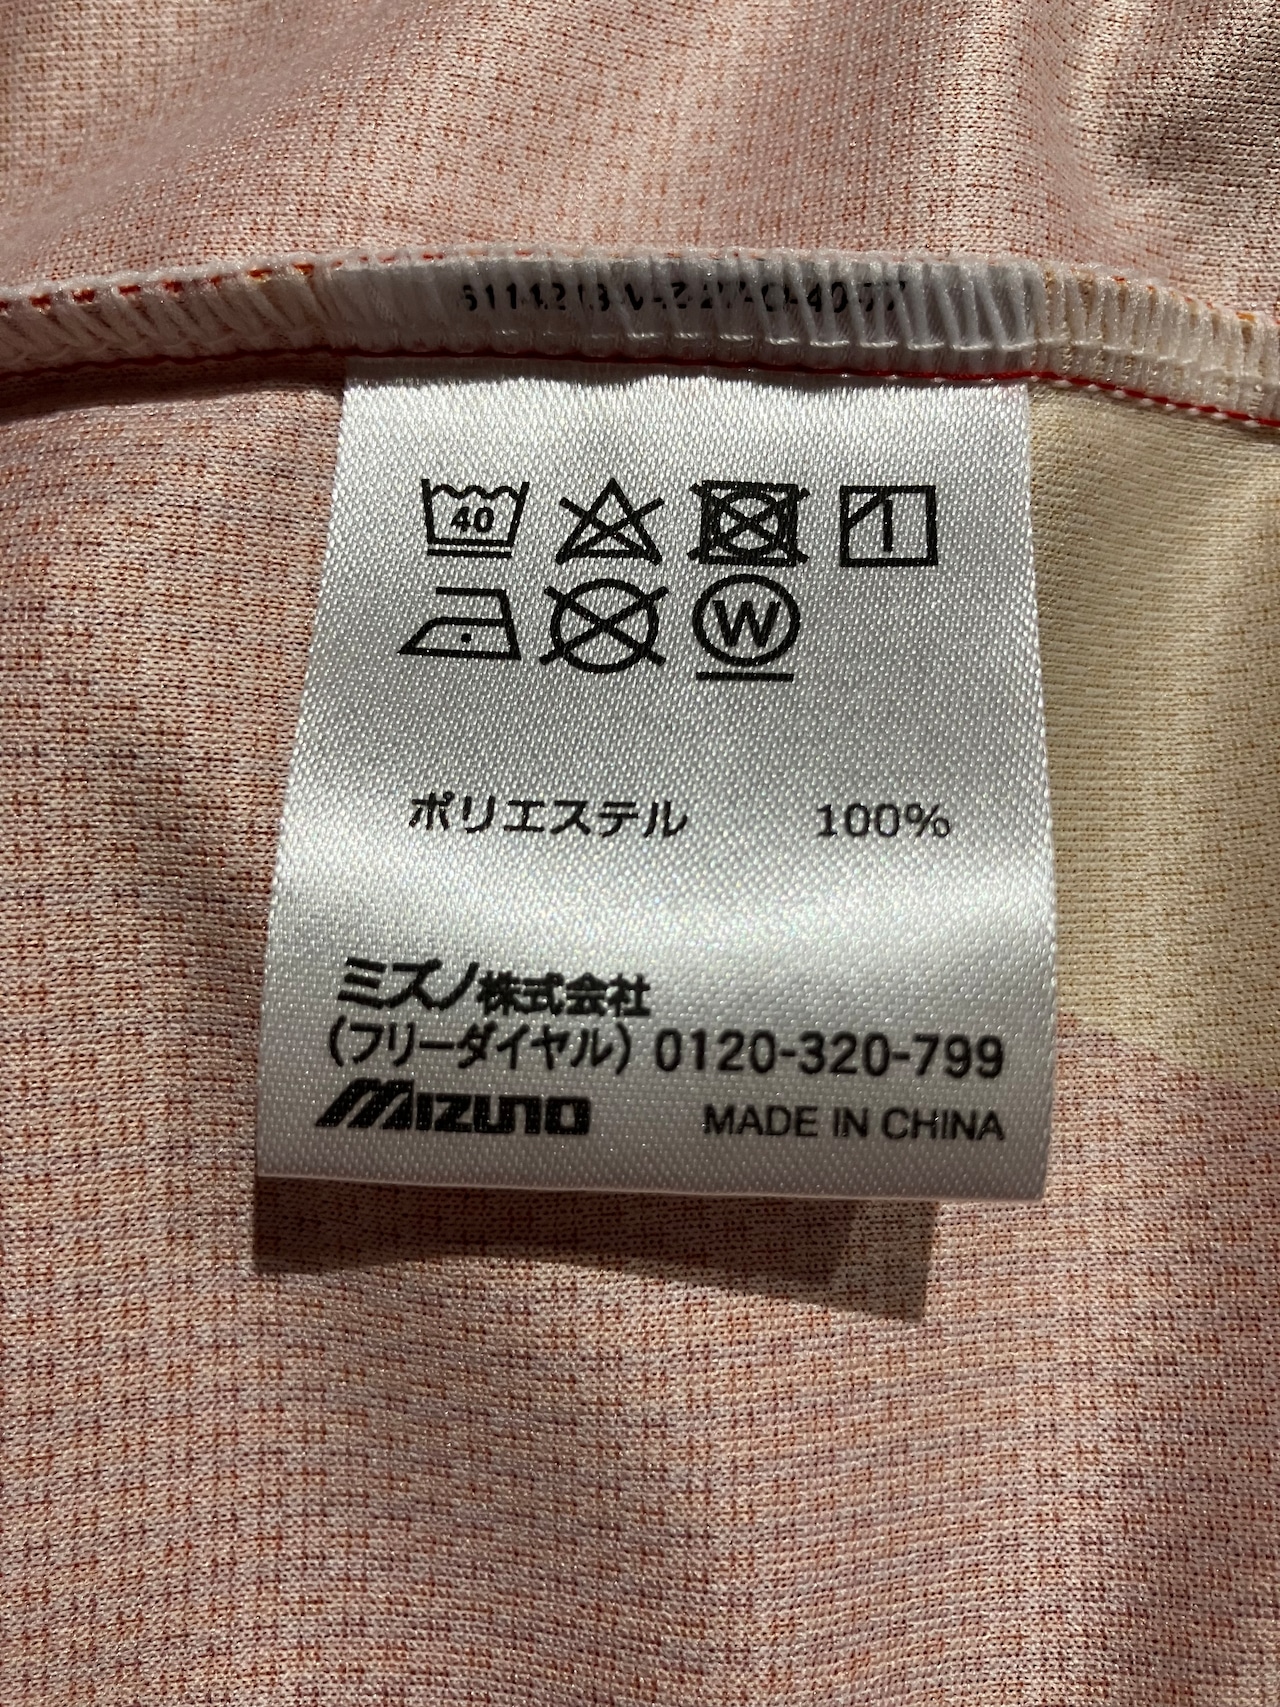 40
W
ポリエステル 100%
ミズノ株式会社
(フリーダイヤル) 0120-320-799
MIZUNO MADE IN CHINA